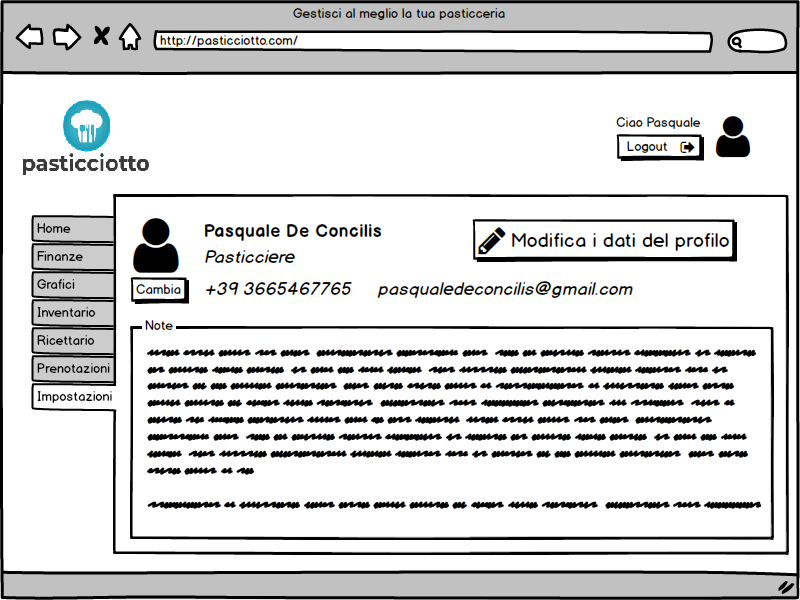 Gestisci al meglio la tua pasticceria
http://pasticciotto.com/
pasticciotto
Ciao Pasquale
Logout
Home
Finanze
Grafici
Inventario
Ricettario
Prenotazioni
Impostazioni
Pasquale De Concilis
Pasticciere
Modifica i dati del profilo
Cambia
+39 3665467765 pasqualedeconcilis@gmail.com
Note